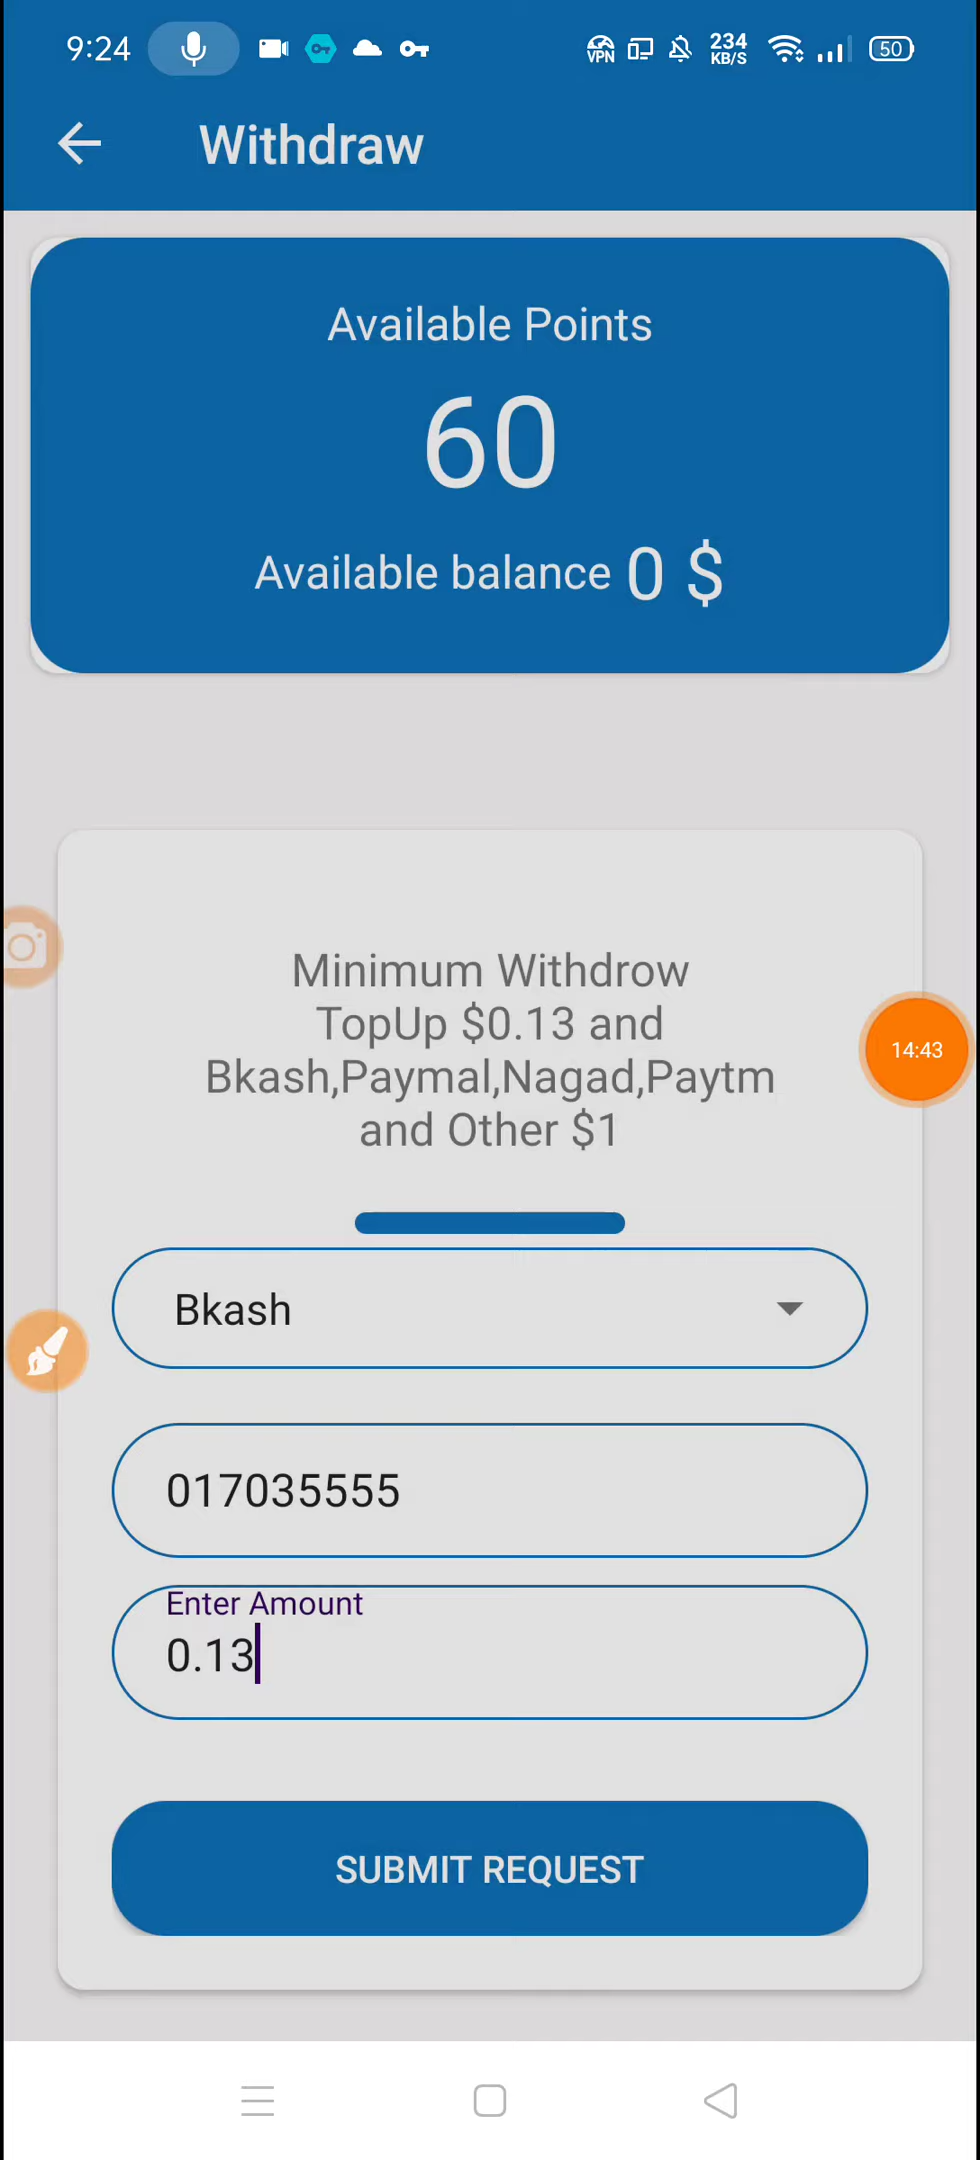 9:24
VPN
234
KB/S
50
Withdraw
Available Points
60
Available balance 0 $
Minimum Withdrow
TopUp $0.13 and
Bkash,Paymal,Nagad,Paytm
and Other $1
14:43
Bkash
017035555
Enter Amount
0.13
SUBMIT REQUEST